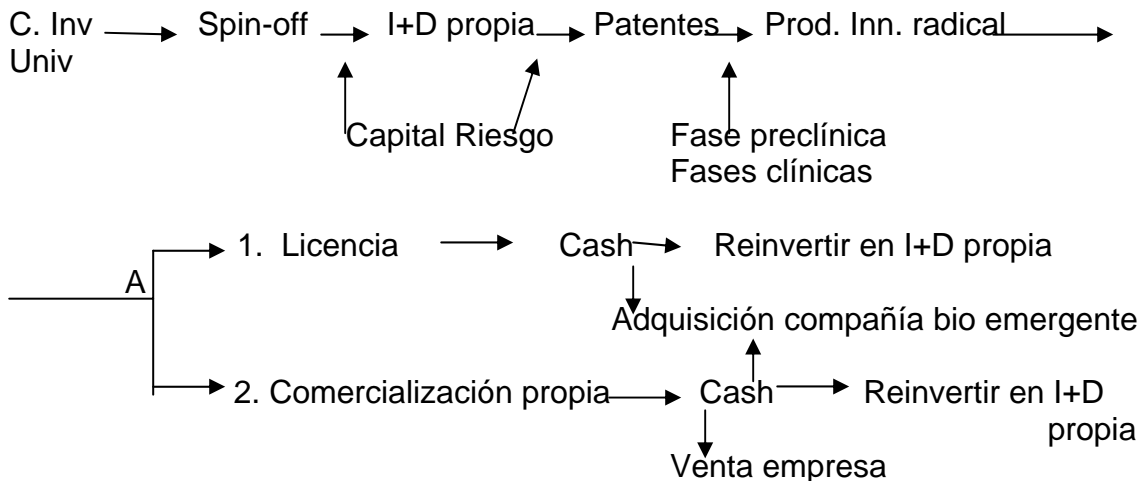 C. Inv Spin-off I+D propia Patentes Prod. Inn. radical
Univ
Capital Riesgo Fase preclínica
Fases clínicas
1. Licencia Cash Reinvertir en I+D propia
A
Adquisición compañía bio emergente
2. Comercialización propia Cash Reinvertir en I+D
propia
Venta empresa